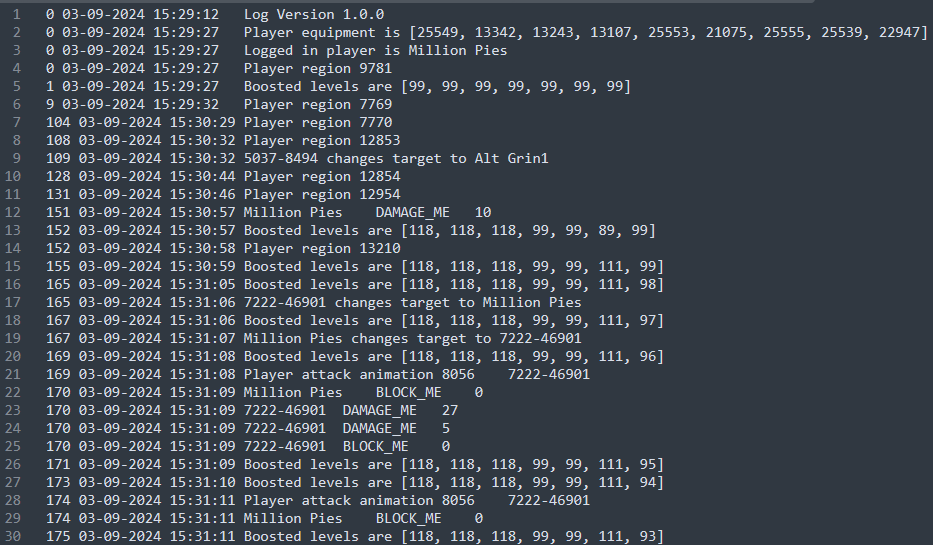 1 0 03-09-2024 15:29:12 Log Version 1.0.0
2 0 03-09-2024 15:29:27 Player equipment is [25549, 13342, 13243, 13107, 25553, 21075, 25555, 25539, 22947]
3 0 03-09-2024 15:29:27 Logged in player is Million Pies
4 0 03-09-2024 15:29:27 Player region 9781
5 1 03-09-2024 15:29:27 Boosted levels are [99, 99, 99, 99, 99, 99, 99]
6 9 03-09-2024 15:29:32 Player region 7769
7 104 03-09-2024 15:30:29 Player region 7770
8 108 03-09-2024 15:30:32 Player region 12853
9 109 03-09-2024 15:30:32 5037-8494 changes target to Alt Grin1
10 128 03-09-2024 15:30:44 Player region 12854
11 131 03-09-2024 15:30:46 Player region 12954
12 151 03-09-2024 15:30:57 Million Pies DAMAGE_ME 10
13 152 03-09-2024 15:30:57 Boosted levels are [118, 118, 118, 99, 99, 89, 99]
14 152 03-09-2024 15:30:58 Player region 13210
15 155 03-09-2024 15:30:59 Boosted levels are [118, 118, 118, 99, 99, 111, 99]
16 165 03-09-2024 15:31:05 Boosted levels are [118, 118, 118, 99, 99, 111, 98]
17 165 03-09-2024 15:31:06 7222-46901 changes target to Million Pies
18 167 03-09-2024 15:31:06 Boosted levels are [118, 118, 118, 99, 99, 111, 97]
19 167 03-09-2024 15:31:07 Million Pies changes target to 7222-46901
20 169 03-09-2024 15:31:08 Boosted levels are [118, 118, 118, 99, 99, 111, 96]
21 169 03-09-2024 15:31:08 Player attack animation 8056 7222-46901
22 170 03-09-2024 15:31:09 Million Pies BLOCK_ME 0
23 170 03-09-2024 15:31:09 7222-46901 DAMAGE_ME 27
24 170 03-09-2024 15:31:09 7222-46901 DAMAGE_ME 5
25 170 03-09-2024 15:31:09 7222-46901 BLOCK_ME 0
26 171 03-09-2024 15:31:09 Boosted levels are [118, 118, 118, 99, 99, 111, 95]
27 173 03-09-2024 15:31:10 Boosted levels are [118, 118, 118, 99, 99, 111, 94]
28 174 03-09-2024 15:31:11 Player attack animation 8056 7222-46901
29 174 03-09-2024 15:31:11 Million Pies BLOCK_ME 0
30 175 03-09-2024 15:31:11 Boosted levels are [118, 118, 118, 99, 99, 111, 93]